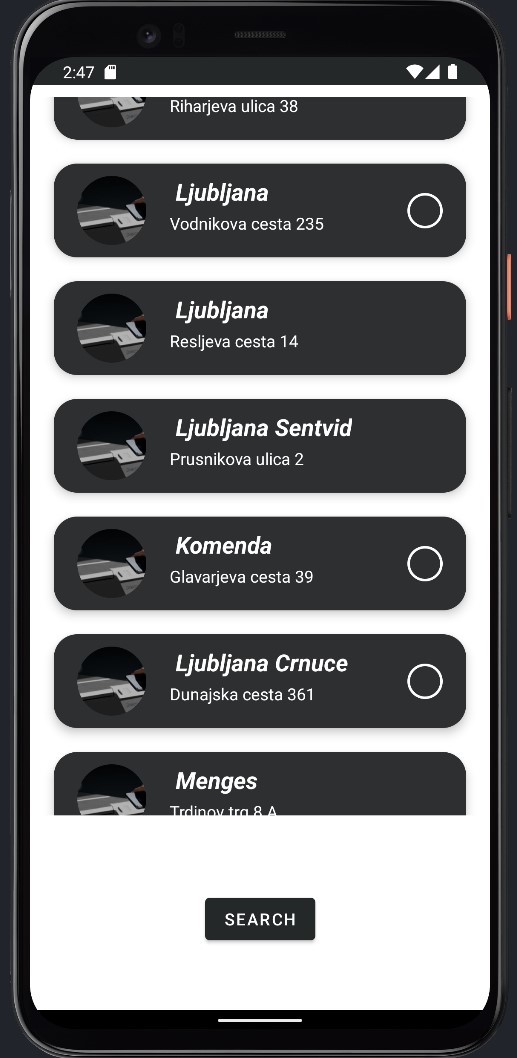 2:47
Riharjeva ulica 38
Ljubljana
Vodnikova cesta 235
Ljubljana
Resljeva cesta 14
Ljubljana Sentvid
Prusnikova ulica 2
Komenda
Glavarjeva cesta 39
Ljubljana Crnuce
Dunajska cesta 361
Menges
Trdinov trg 8 A
SEARCH